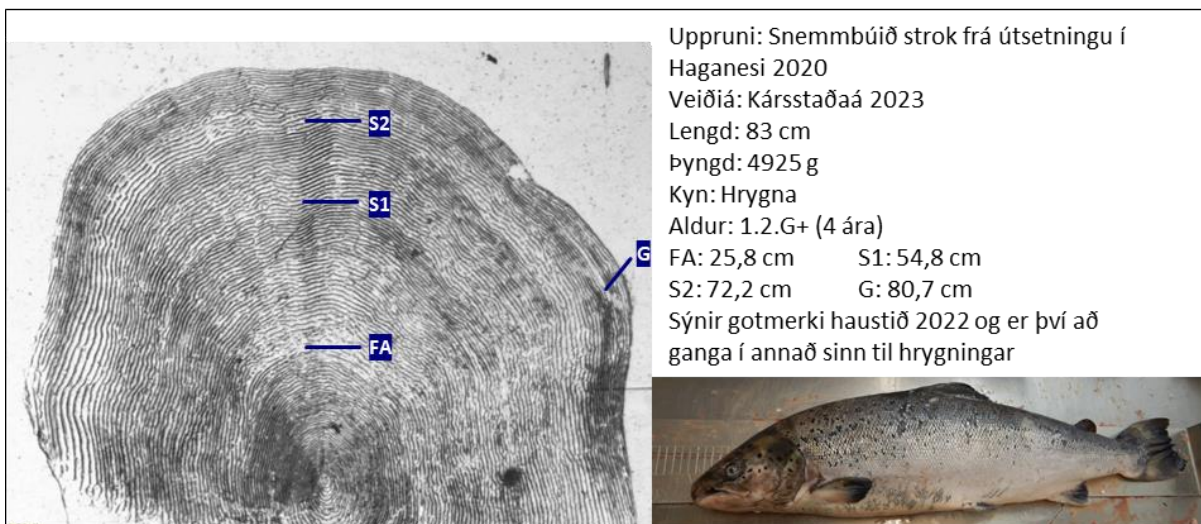 S2
S1
G
FA
Uppruni: Snemmbúið strok frá útsetningu í
Haganesi 2020
Veiðiá: Kársstaðaá 2023
Lengd: 83 cm
Þyngd: 4925 g
Kyn: Hrygna
Aldur: 1.2.G+ (4 ára)
FA: 25,8 cm S1: 54,8 cm
S2: 72,2 cm G: 80,7 cm
Sýnir gotmerki haustið 2022 og er því að
ganga í annað sinn til hrygningar